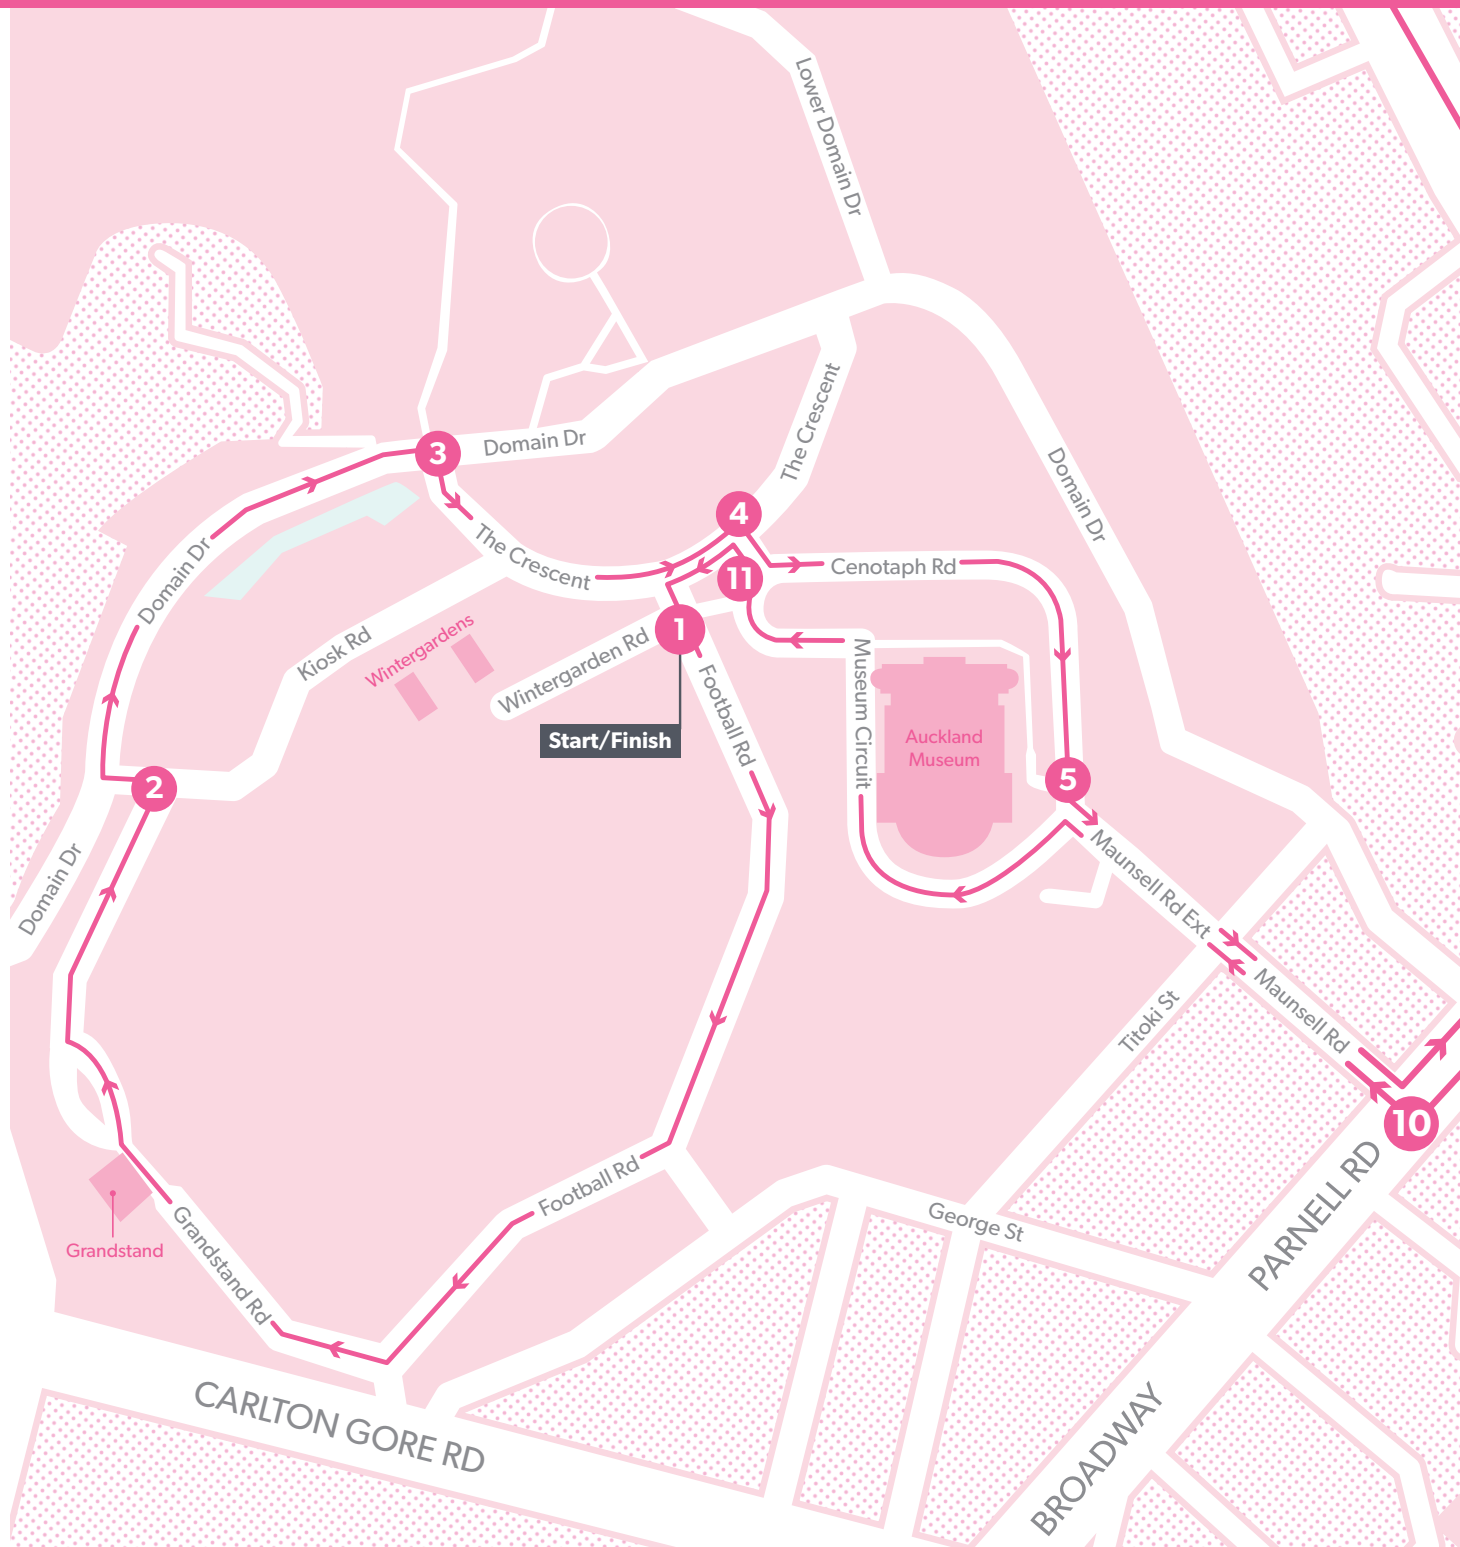 Lower Domain Dr
The Crescent
3
Domain Dr
Domain Dr
4
The Crescent
11
Cenotaph Rd
Domain Dr
Kiosk Rd
Wintergardens
Wintergarden Rd
1
Football Rd
Start/Finish
Museum Circuit
Auckland
Museum
5
2
Domain Dr
Maunsell Rd Ext
Maunsell Rd
Titoki St
10
PARNELL RD
Football Rd
George St
Grandstand
Grandstand Rd
CARLTON GORE RD
BROADWAY